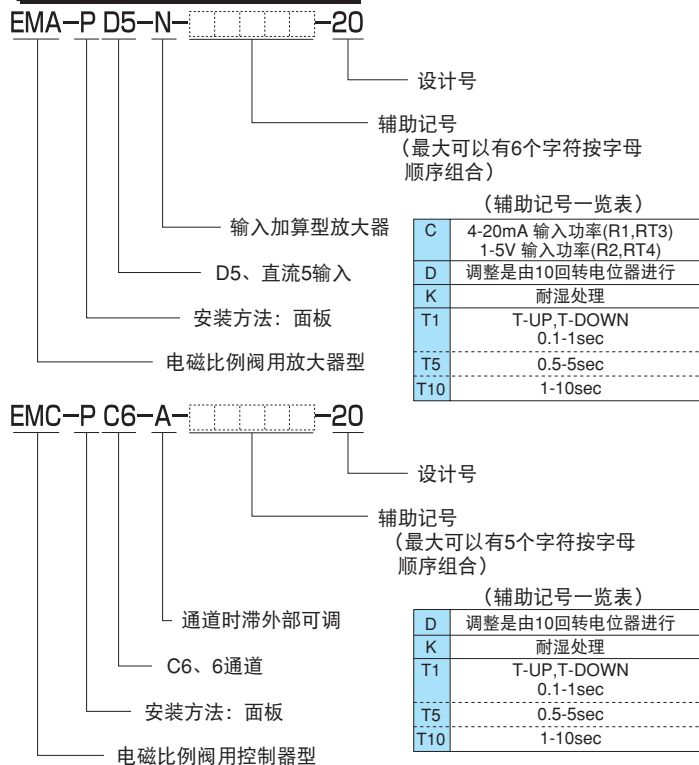 EMA-P D5-N-      -20
设计号
辅助记号
（最大可以有6个字符按字母
顺序组合）
（辅助记号一览表）
输入加算型放大器
D5、直流5输入
安装方法：面板
电磁比例阀用放大器型
C 4-20mA 输入功率(R1,RT3)
1-5V 输入功率(R2,RT4)
D 调整是由10回转电位器进行
K 耐湿处理
T1 T-UP,T-DOWN
0.1-1sec
T5 0.5-5sec
T10 1-10sec
EMC-P C6-A-      -20
设计号
辅助记号
（最大可以有5个字符按字母
顺序组合）
（辅助记号一览表）
通道时滞外部可调
C6、6通道
安装方法：面板
电磁比例阀用控制器型
D 调整是由10回转电位器进行
K 耐湿处理
T1 T-UP,T-DOWN
0.1-1sec
T5 0.5-5sec
T10 1-10sec